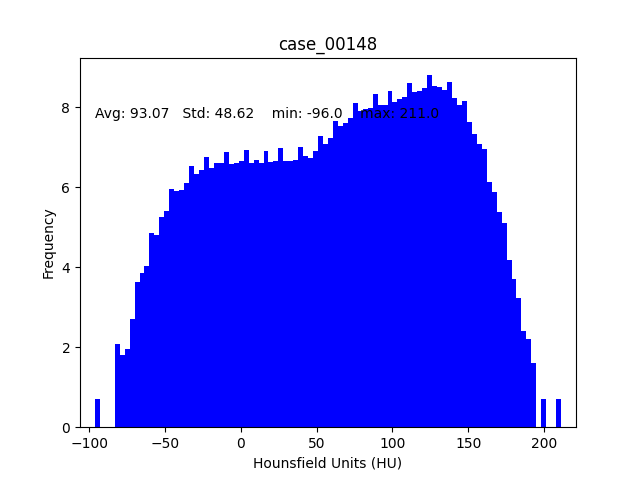 case_00148
Avg: 93.07 Std: 48.62 min: -96.0 max: 211.0
Frequency
8
6
4
2
0
−100 −50 0 50 100 150 200
Hounsfield Units (HU)